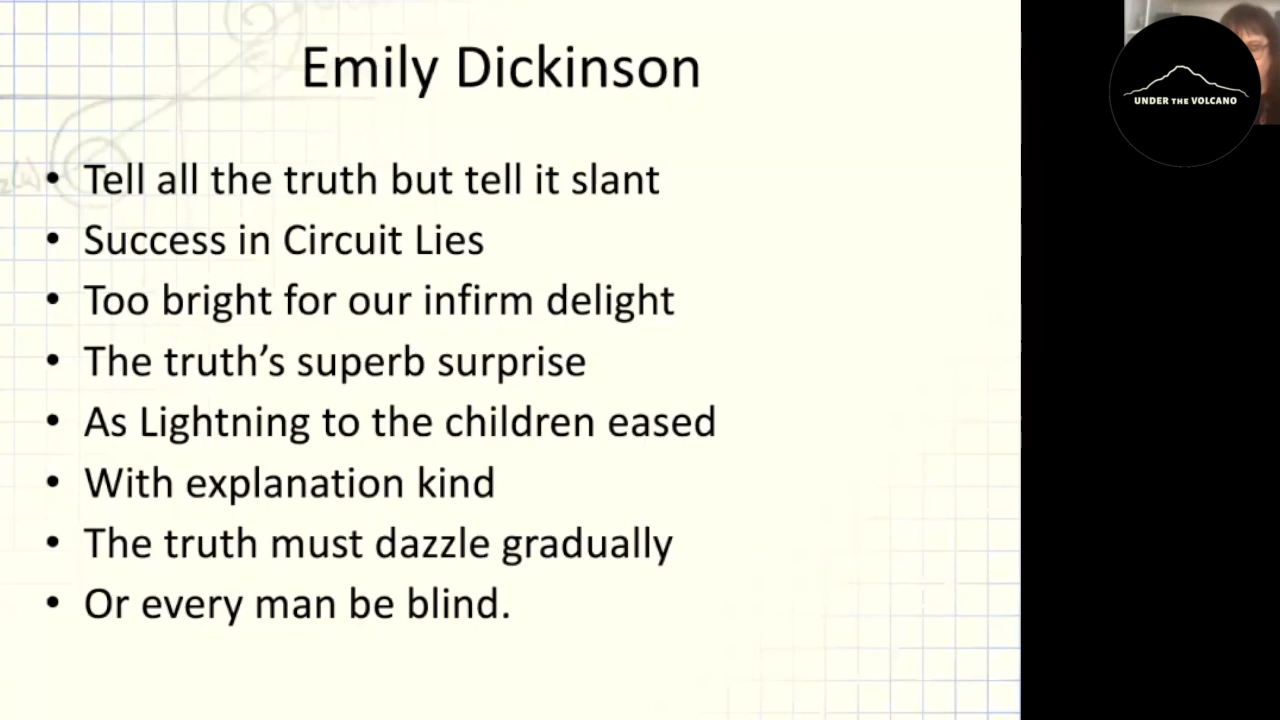 Emily Dickinson
• Tell all the truth but tell it slant
• Success in Circuit Lies
• Too bright for our infirm delight
• The truth’s superb surprise
• As Lightning to the children eased
• With explanation kind
• The truth must dazzle gradually
• Or every man be blind.
UNDER THE VOLCANO